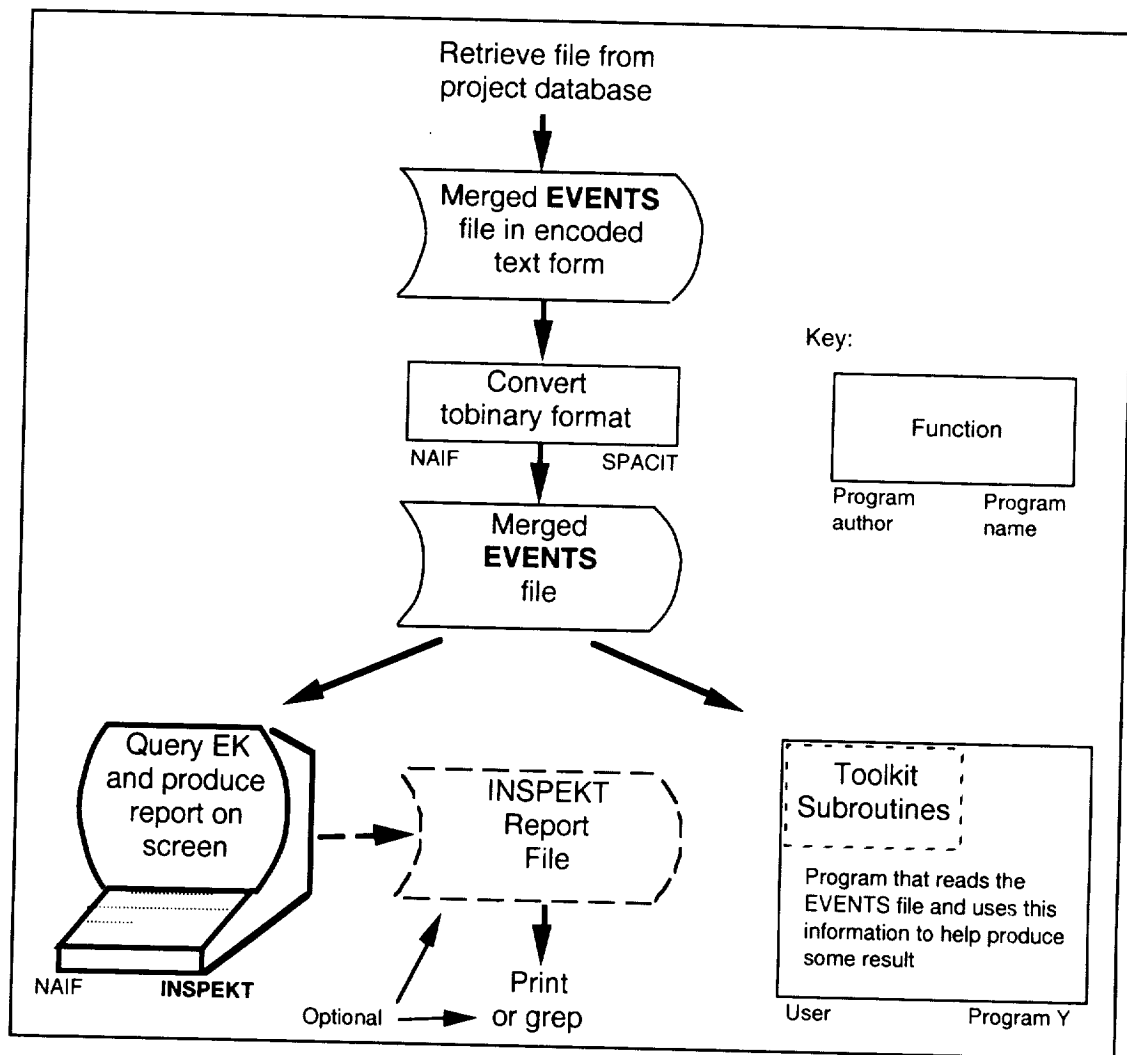 Retrieve file from
project database
Merged EVENTS
file in encoded
text form
Convert
tobinary format
NAIF SPACIT
Merged
EVENTS
file
Key:
Function
Program
author
Program
name
Query EK
and produce
report on
screen
NAIF INSPEKT
INSPEKT
Report
File
Optional
Print
or grep
Toolkit
Subroutines
Program that reads the
EVENTS file and uses this
information to help produce
some result
User Program Y